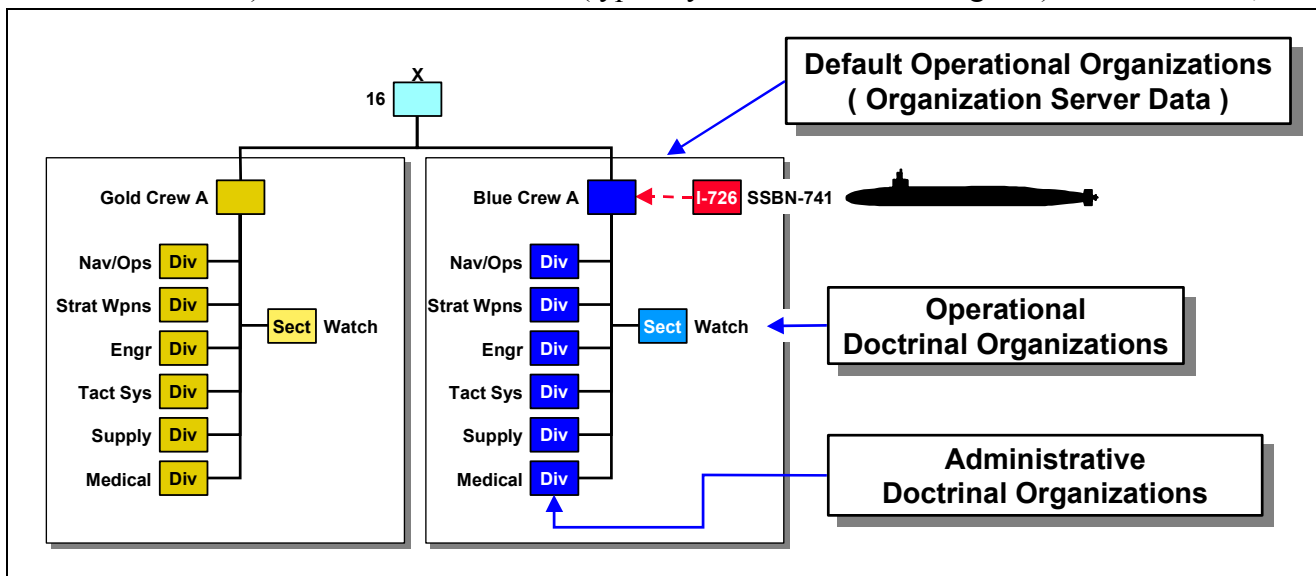 X
16
Default Operational Organizations
( Organization Server Data )
Gold Crew A
Blue Crew A
I-726
SSBN-741
Nav/Ops Div
Strat Wpns Div
Engr Div
Tact Sys Div
Supply Div
Medical Div
Sect Watch
Nav/Ops Div
Strat Wpns Div
Engr Div
Tact Sys Div
Supply Div
Medical Div
Sect Watch
Operational
Doctrinal Organizations
Administrative
Doctrinal Organizations